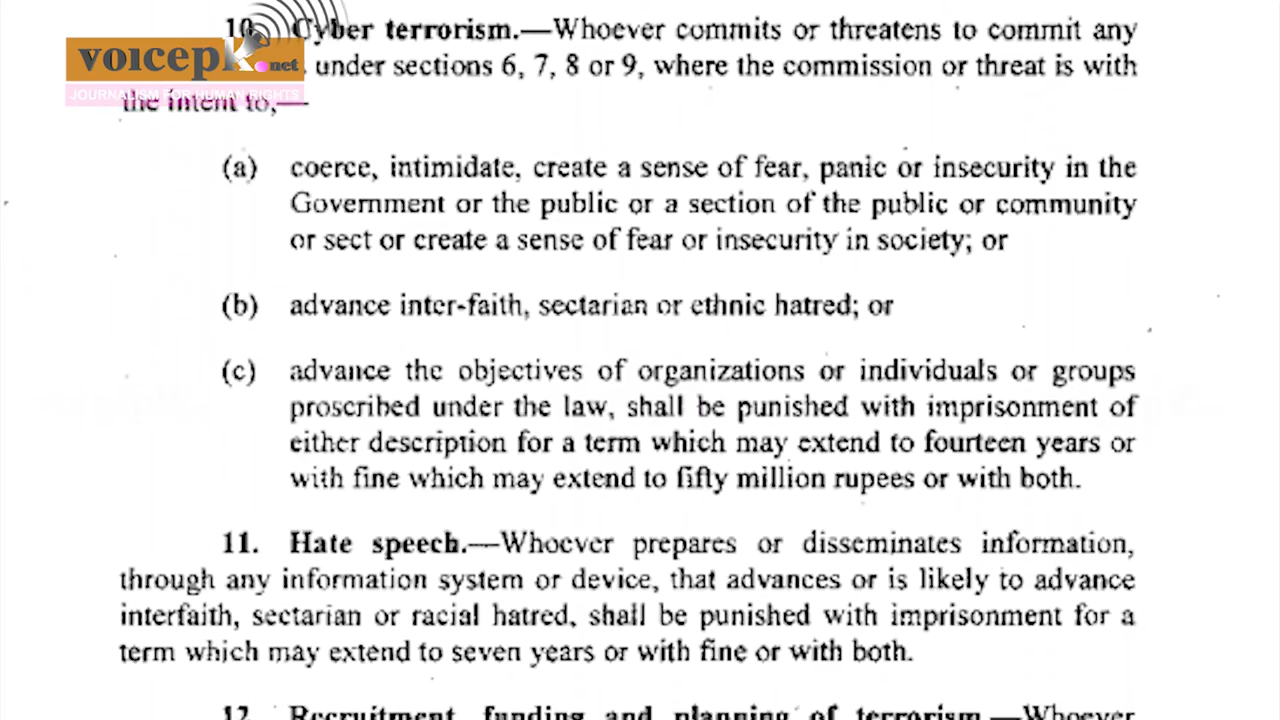 voicepk.net
JOURNALISM FOR HUMAN RIGHTS
10. Cyber terrorism.—Whoever commits or threatens to commit any
under sections 6, 7, 8 or 9, where the commission or threat is with
the intent to,—
(a) coerce, intimidate, create a sense of fear, panic or insecurity in the
Government or the public or a section of the public or community
or sect or create a sense of fear or insecurity in society; or
(b) advance inter-faith, sectarian or ethnic hatred; or
(c) advance the objectives of organizations or individuals or groups
proscribed under the law, shall be punished with imprisonment of
either description for a term which may extend to fourteen years or
with fine which may extend to fifty million rupees or with both.
11. Hate speech.—Whoever prepares or disseminates information,
through any information system or device, that advances or is likely to advance
interfaith, sectarian or racial hatred, shall be punished with imprisonment for a
term which may extend to seven years or with fine or with both.
12. Recruitment, funding and planning of terrorism.—Whoever